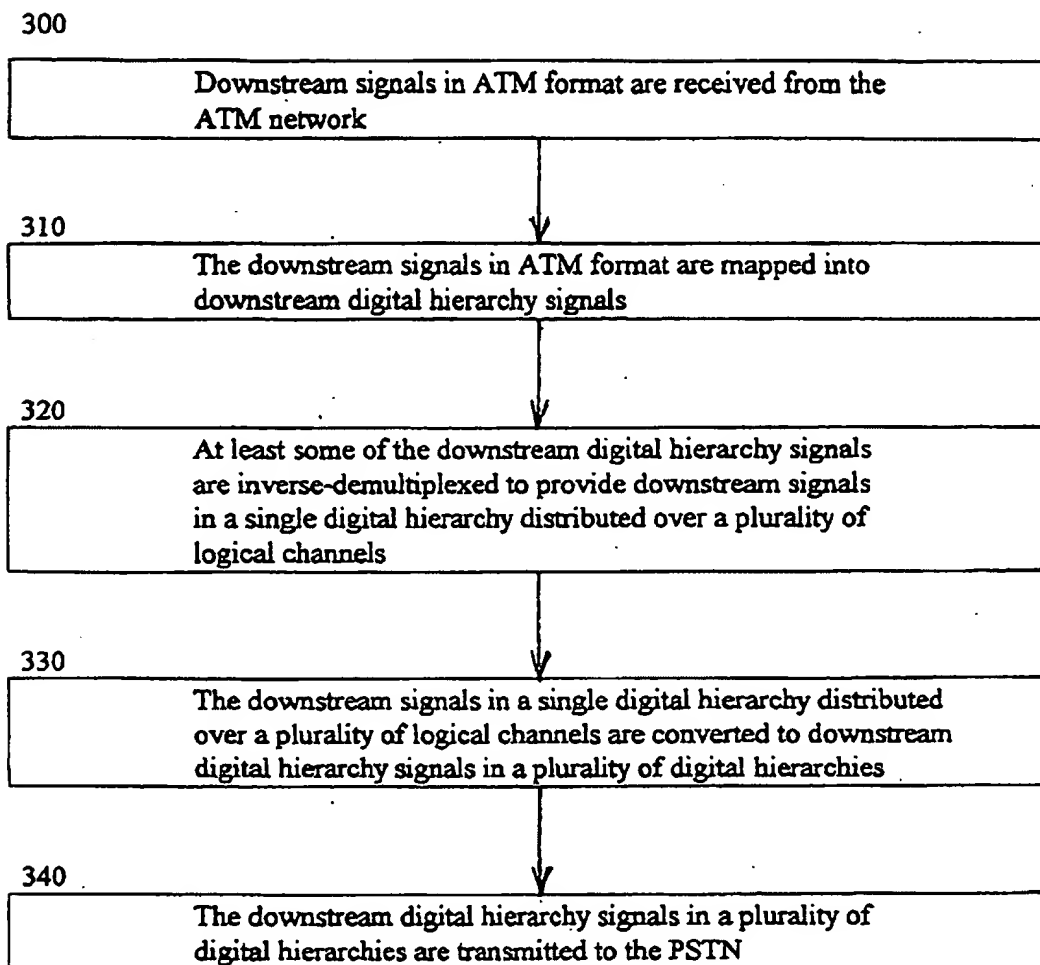 300
Downstream signals in ATM format are received from the
ATM network
310
The downstream signals in ATM format are mapped into
downstream digital hierarchy signals
320
At least some of the downstream digital hierarchy signals
are inverse-demultiplexed to provide downstream signals
in a single digital hierarchy distributed over a plurality of
logical channels
330
The downstream signals in a single digital hierarchy distributed
over a plurality of logical channels are converted to downstream
digital hierarchy signals in a plurality of digital hierarchies
340
The downstream digital hierarchy signals in a plurality of
digital hierarchies are transmitted to the PSTN